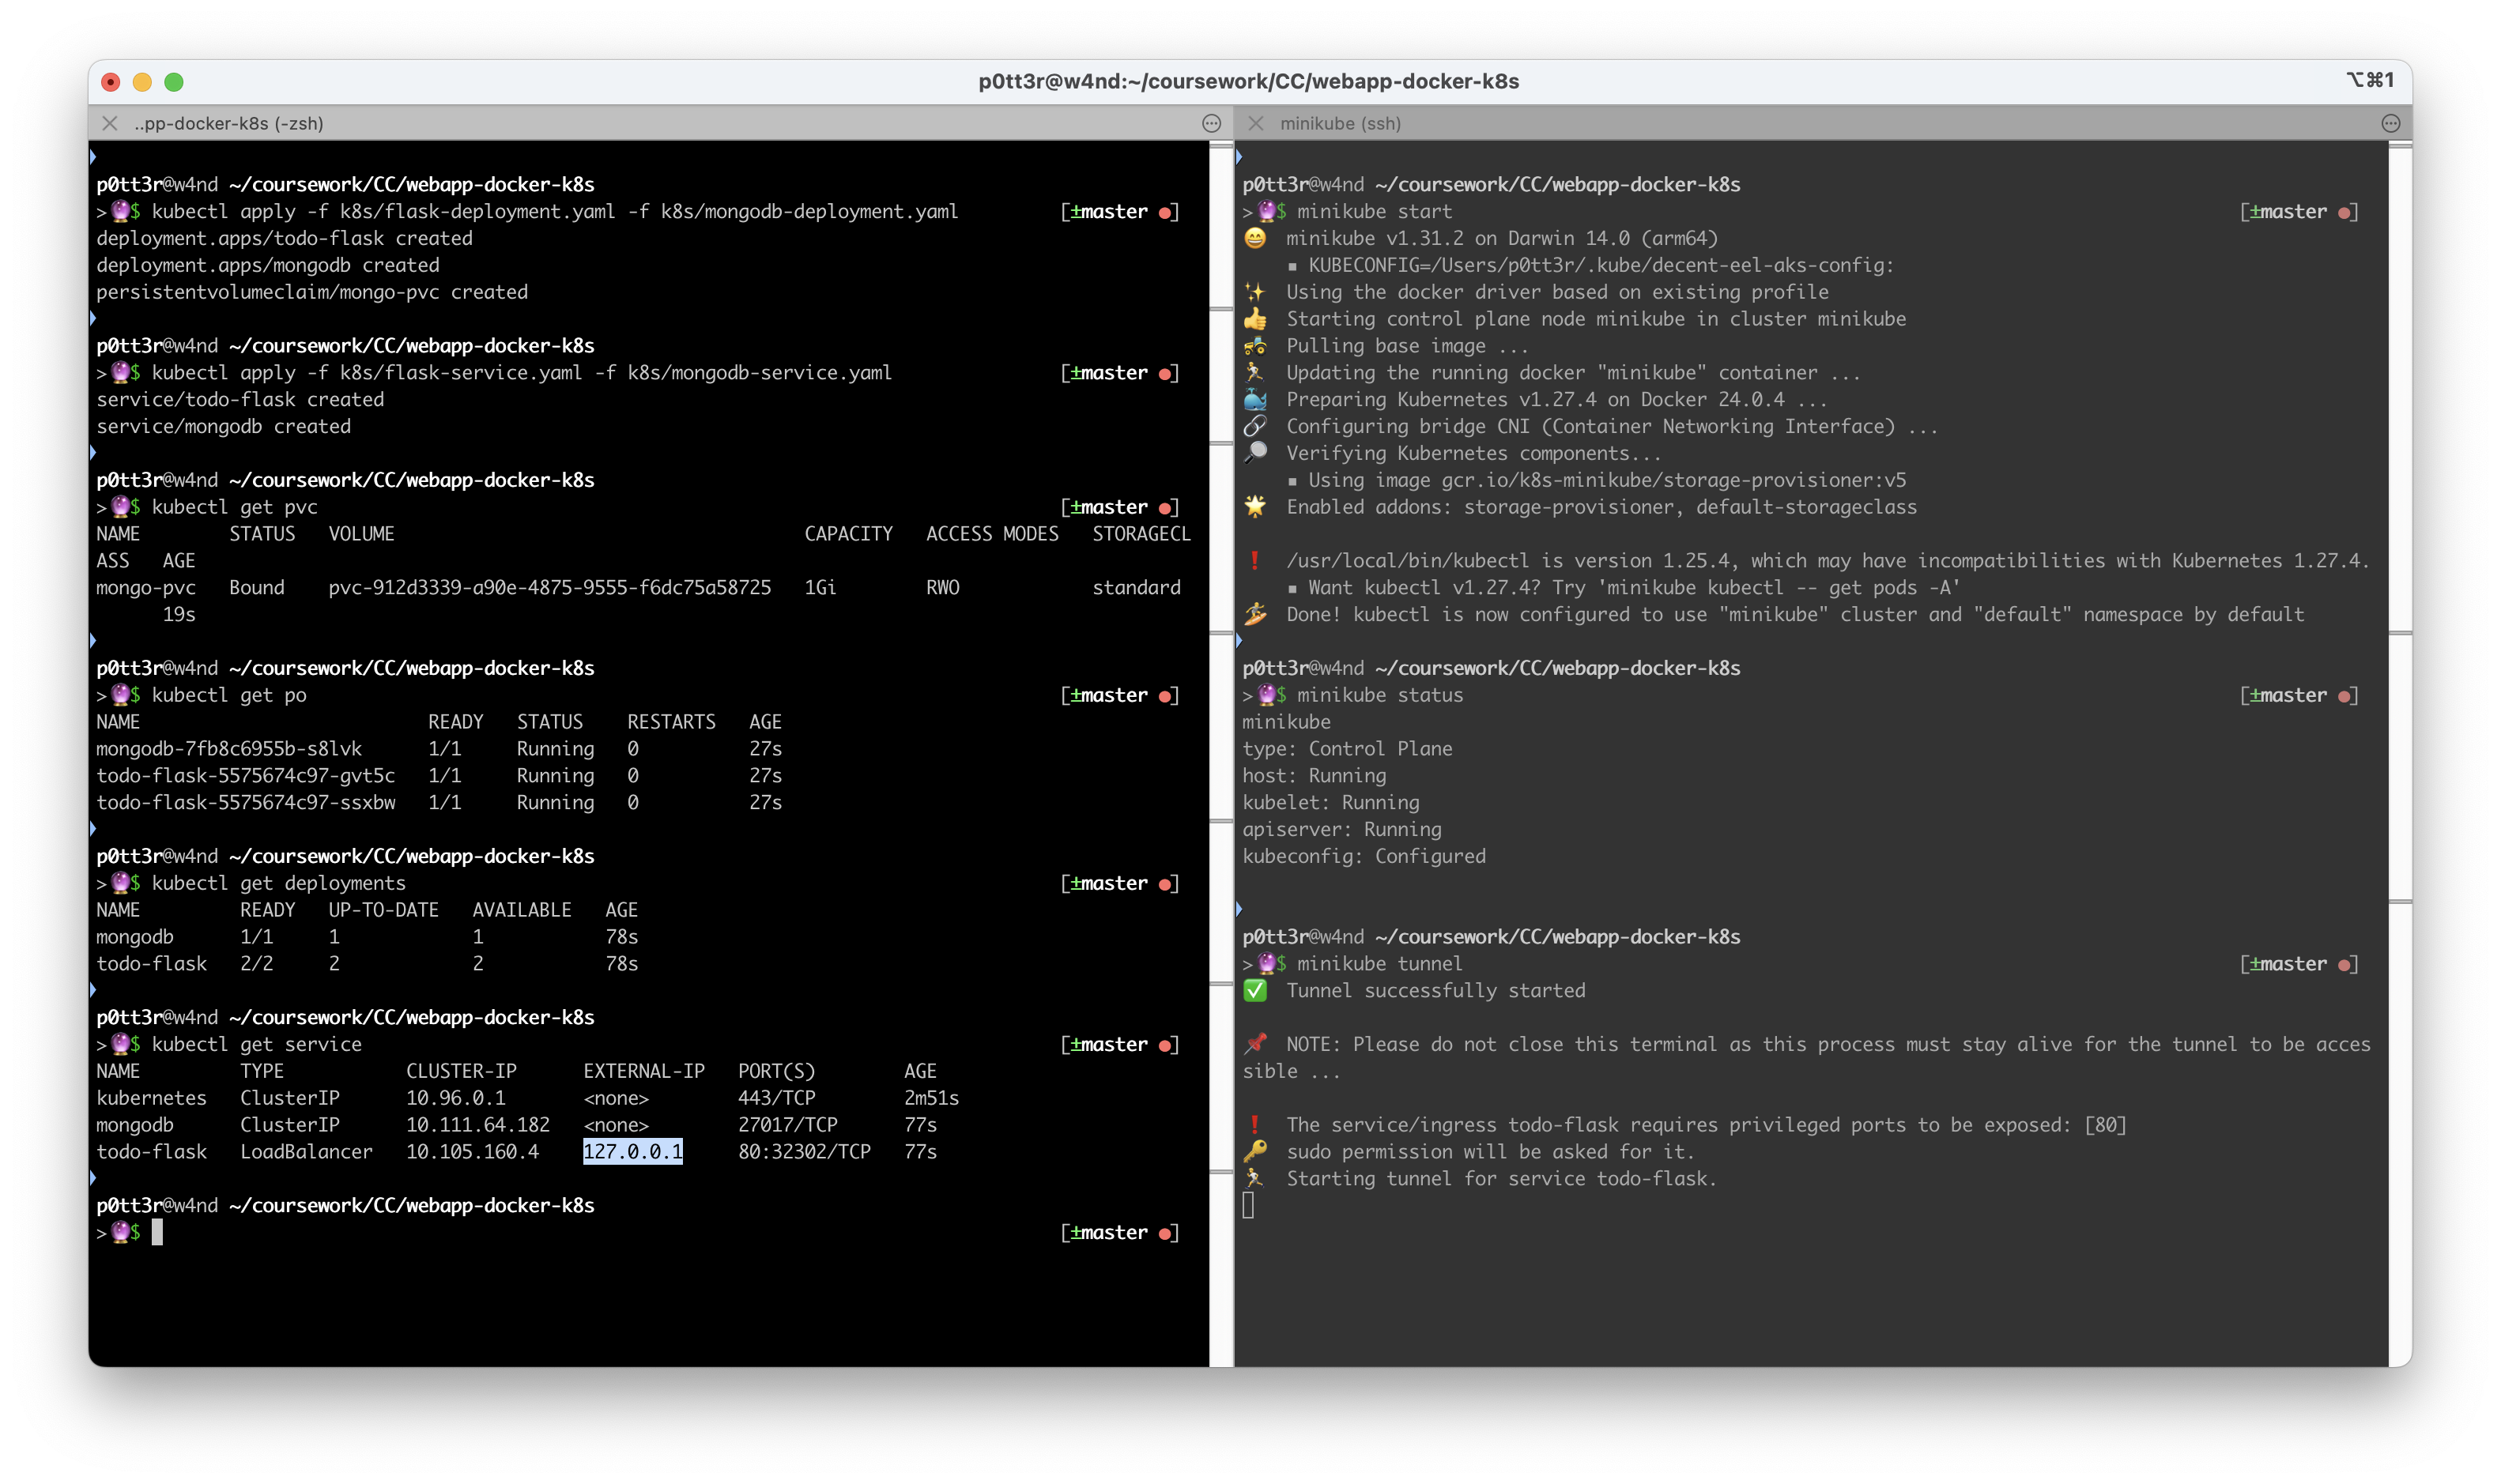 p0tt3r@w4nd:~/coursework/CC/webapp-docker-k8s
⌥⌘1
..pp-docker-k8s (-zsh)
p0tt3r@w4nd ~/coursework/CC/webapp-docker-k8s
>🔮$ kubectl apply -f k8s/flask-deployment.yaml -f k8s/mongodb-deployment.yaml [±master ●]
deployment.apps/todo-flask created
deployment.apps/mongodb created
persistentvolumeclaim/mongo-pvc created
p0tt3r@w4nd ~/coursework/CC/webapp-docker-k8s
>🔮$ kubectl apply -f k8s/flask-service.yaml -f k8s/mongodb-service.yaml [±master ●]
service/todo-flask created
service/mongodb created
p0tt3r@w4nd ~/coursework/CC/webapp-docker-k8s
>🔮$ kubectl get pvc [±master ●]
NAME STATUS VOLUME CAPACITY ACCESS MODES STORAGECL
ASS AGE
mongo-pvc Bound pvc-912d3339-a90e-4875-9555-f6dc75a58725 1Gi RWO standard
19s
p0tt3r@w4nd ~/coursework/CC/webapp-docker-k8s
>🔮$ kubectl get po [±master ●]
NAME READY STATUS RESTARTS AGE
mongodb-7fb8c6955b-s8lvk 1/1 Running 0 27s
todo-flask-5575674c97-gvt5c 1/1 Running 0 27s
todo-flask-5575674c97-ssxbw 1/1 Running 0 27s
p0tt3r@w4nd ~/coursework/CC/webapp-docker-k8s
>🔮$ kubectl get deployments [±master ●]
NAME READY UP-TO-DATE AVAILABLE AGE
mongodb 1/1 1 1 78s
todo-flask 2/2 2 2 78s
p0tt3r@w4nd ~/coursework/CC/webapp-docker-k8s
>🔮$ kubectl get service [±master ●]
NAME TYPE CLUSTER-IP EXTERNAL-IP PORT(S) AGE
kubernetes ClusterIP 10.96.0.1 <none> 443/TCP 2m51s
mongodb ClusterIP 10.111.64.182 <none> 27017/TCP 77s
todo-flask LoadBalancer 10.105.160.4 127.0.0.1 80:32302/TCP 77s
p0tt3r@w4nd ~/coursework/CC/webapp-docker-k8s
>🔮$ [±master ●]
minikube (ssh)
p0tt3r@w4nd ~/coursework/CC/webapp-docker-k8s
>🔮$ minikube start [±master ●]
😄 minikube v1.31.2 on Darwin 14.0 (arm64)
▪ KUBECONFIG=/Users/p0tt3r/.kube/decent-eel-aks-config:
✨ Using the docker driver based on existing profile
👍 Starting control plane node minikube in cluster minikube
🚜 Pulling base image ...
🏃 Updating the running docker "minikube" container ...
🐳 Preparing Kubernetes v1.27.4 on Docker 24.0.4 ...
🔗 Configuring bridge CNI (Container Networking Interface) ...
🔎 Verifying Kubernetes components...
▪ Using image gcr.io/k8s-minikube/storage-provisioner:v5
🌟 Enabled addons: storage-provisioner, default-storageclass
❗ /usr/local/bin/kubectl is version 1.25.4, which may have incompatibilities with Kubernetes 1.27.4.
▪ Want kubectl v1.27.4? Try 'minikube kubectl -- get pods -A'
🏄 Done! kubectl is now configured to use "minikube" cluster and "default" namespace by default
p0tt3r@w4nd ~/coursework/CC/webapp-docker-k8s
>🔮$ minikube status [±master ●]
minikube
type: Control Plane
host: Running
kubelet: Running
apiserver: Running
kubeconfig: Configured
p0tt3r@w4nd ~/coursework/CC/webapp-docker-k8s
>🔮$ minikube tunnel [±master ●]
✅ Tunnel successfully started
📌 NOTE: Please do not close this terminal as this process must stay alive for the tunnel to be acces
sible ...
❗ The service/ingress todo-flask requires privileged ports to be exposed: [80]
🔑 sudo permission will be asked for it.
🏃 Starting tunnel for service todo-flask.